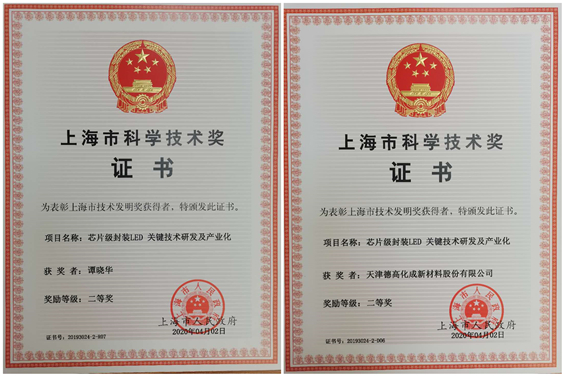 上海市科学技术奖
证书
为表彰上海市技术发明奖获得者,特颁发此证书。
项目名称:芯片级封装LED 关键技术研发及产业化
获 奖 者:谭晓华
奖励等级:二等奖
上海市人民政府
2020年04月02日
证书号:20193024-2-R07
上海市科学技术奖
证书
为表彰上海市技术发明奖获得者,特颁发此证书。
项目名称:芯片级封装LED 关键技术研发及产业化
获 奖 者:天津德高化成新材料股份有限公司
奖励等级:二等奖
上海市人民政府
2020年04月02日